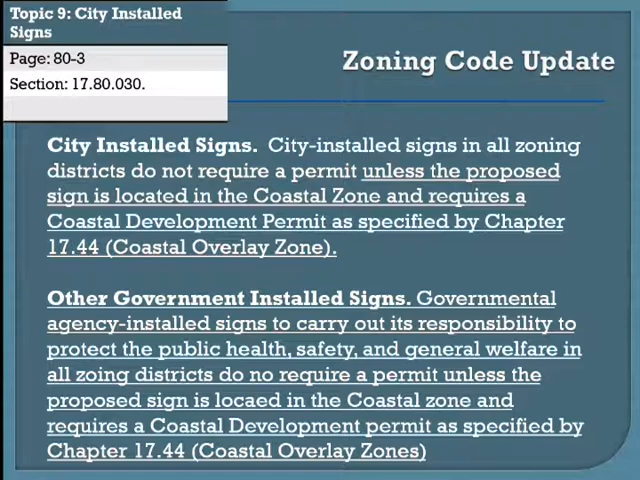 Topic 9: City Installed
Signs
Page: 80-3
Section: 17.80.030.
Zoning Code Update
City Installed Signs. City-installed signs in all zoning
districts do not require a permit unless the proposed
sign is located in the Coastal Zone and requires a
Coastal Development Permit as specified by Chapter
17.44 (Coastal Overlay Zone).
Other Government Installed Signs. Governmental
agency-installed signs to carry out its responsibility to
protect the public health, safety, and general welfare in
all zoing districts do no require a permit unless the
proposed sign is locaed in the Coastal zone and
requires a Coastal Development permit as specified by
Chapter 17.44 (Coastal Overlay Zones)